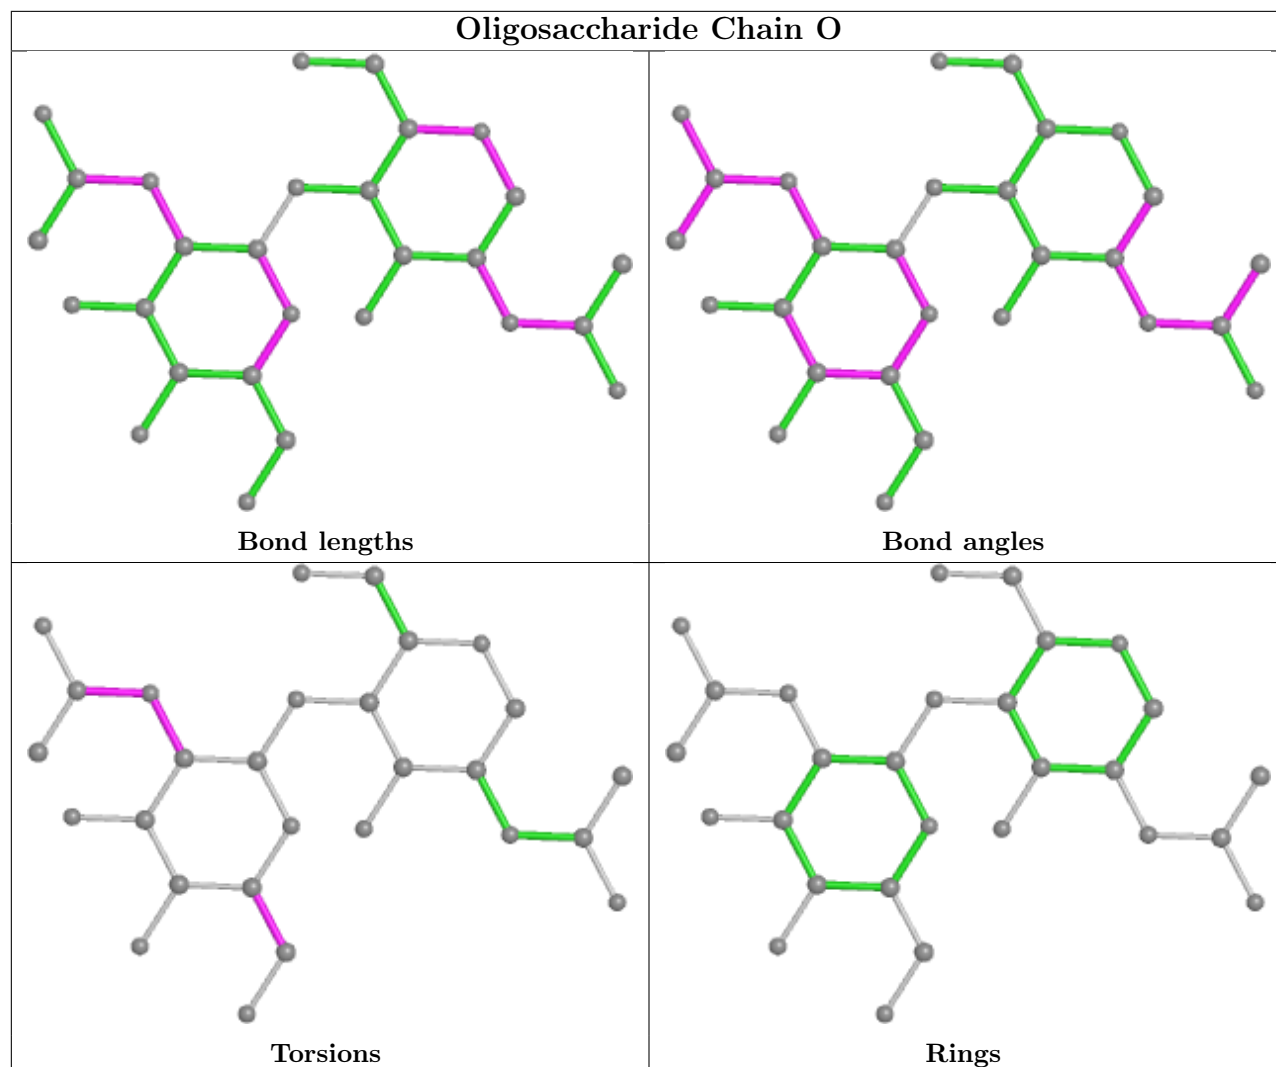 Oligosaccharide Chain O
Bond lengths
Bond angles
Torsions
Rings